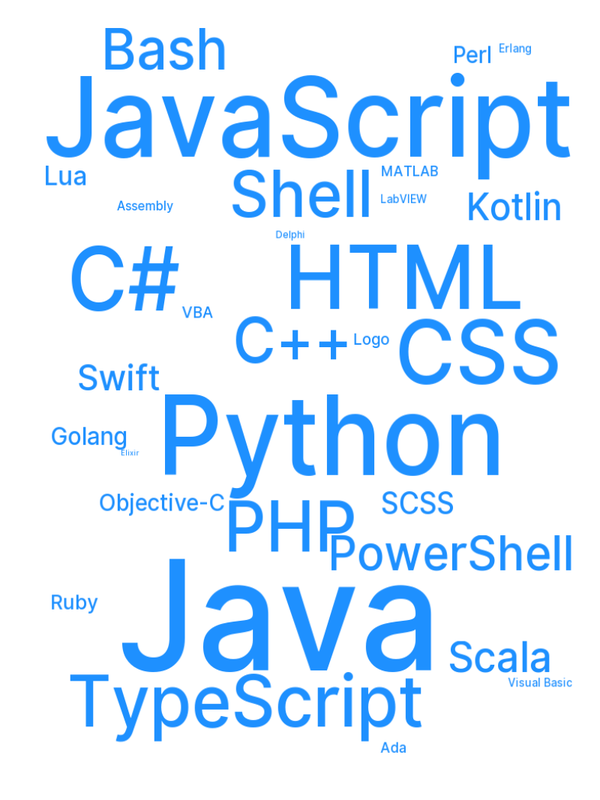 Bash
Perl
Erlang
JavaScript
Lua
Shell
MATLAB
Assembly
LabVIEW
Kotlin
Delphi
C#
HTML
VBA
C++
Logo
CSS
Swift
Python
Golang
Elixir
Objective-C
PHP
SCSS
PowerShell
Java
Ruby
Scala
TypeScript
Visual Basic
Ada